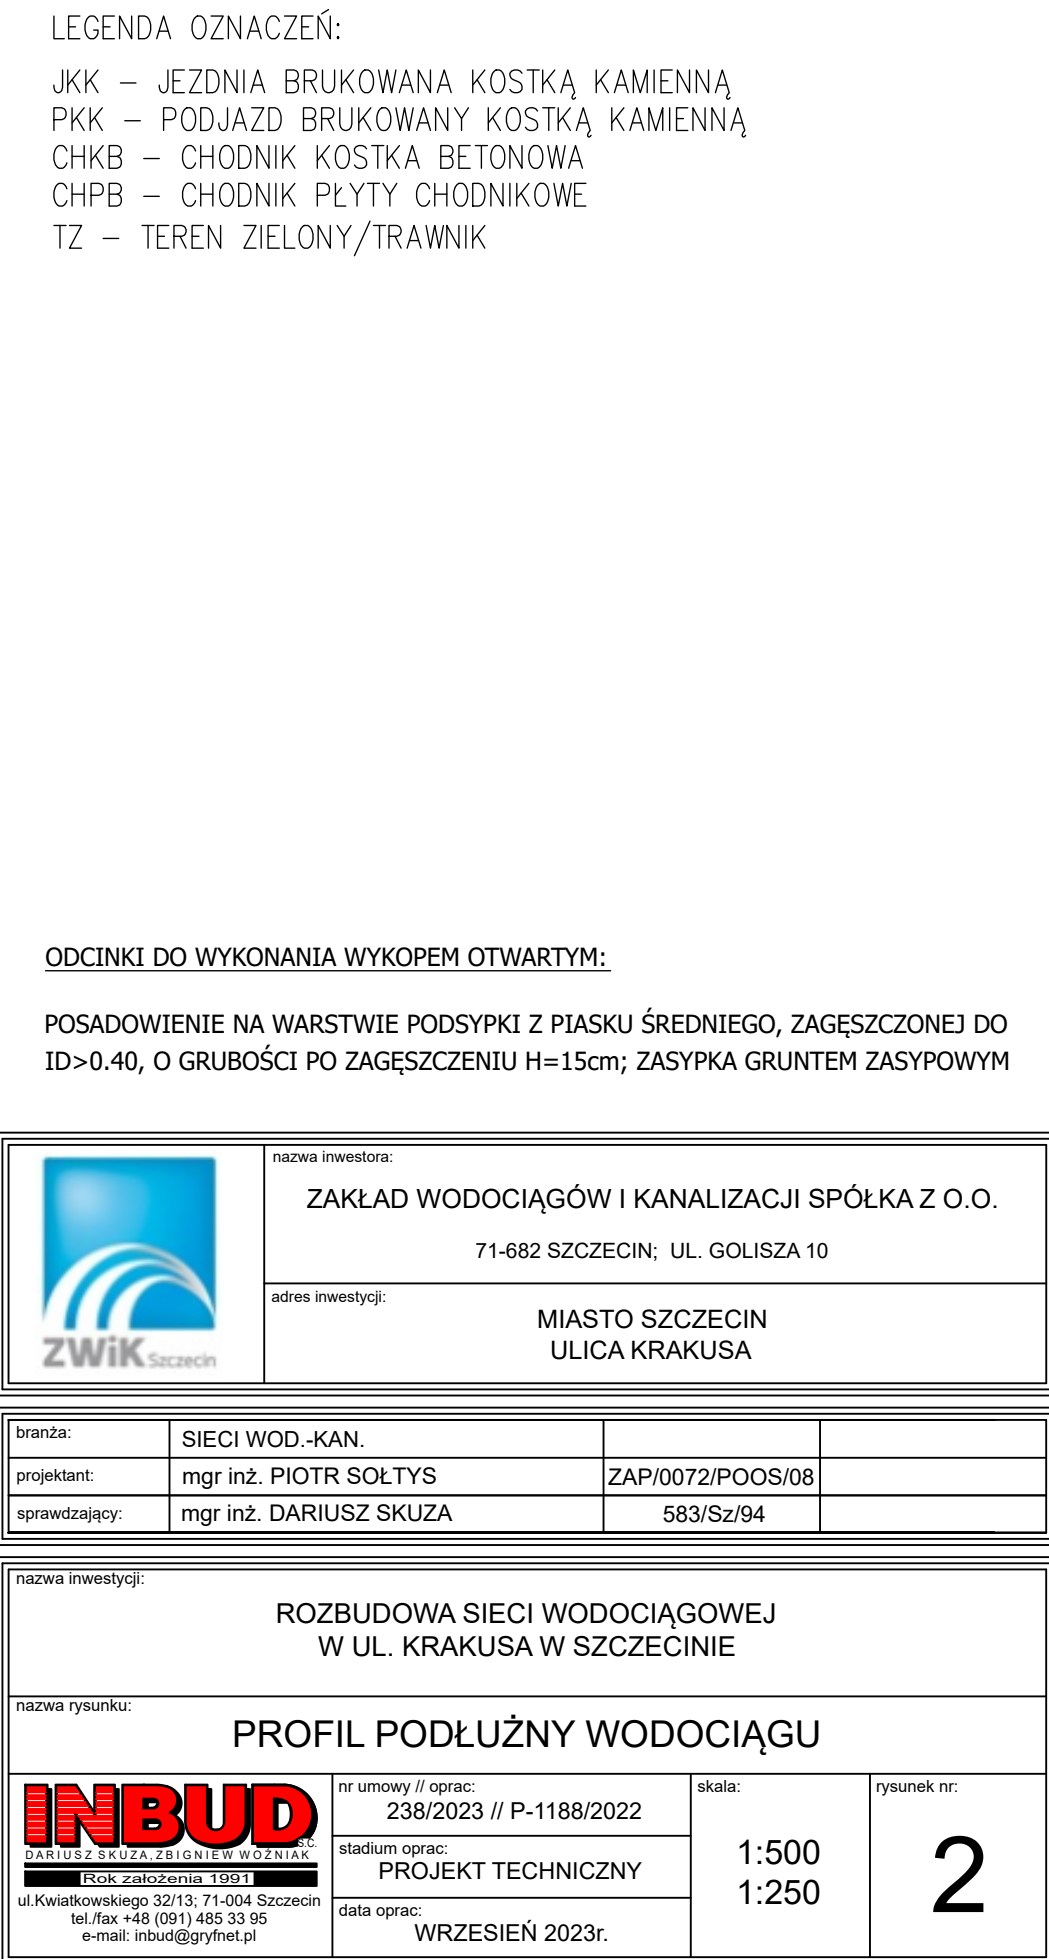 LEGENDA OZNACZEŃ:
JKK – JEZDNIA BRUKOWANA KOSTKĄ KAMIENNĄ
PKK – PODJAZD BRUKOWANY KOSTKĄ KAMIENNĄ
CHKB – CHODNIK KOSTKA BETONOWA
CHPB – CHODNIK PŁYTY CHODNIKOWE
TZ – TEREN ZIELONY/TRAWNIK
ODCINKI DO WYKONANIA WYKOPEM OTWARTYM:
POSADOWIENIE NA WARSTWIE PODSYPKI Z PIASKU ŚREDNIEGO, ZAGĘSZCZONEJ DO
ID>0.40, O GRUBOŚCI PO ZAGĘSZCZENIU H=15cm; ZASYPKA GRUNTEM ZASYPOWYM
ZWiK Szczecin
nazwa inwestora:
ZAKŁAD WODOCIĄGÓW I KANALIZACJI SPÓŁKA Z O.O.
71-682 SZCZECIN; UL. GOLISZA 10
adres inwestycji:
MIASTO SZCZECIN
ULICA KRAKUSA
branża: SIECI WOD.-KAN.
projektant: mgr inż. PIOTR SOŁTYS ZAP/0072/POOS/08
sprawdzający: mgr inż. DARIUSZ SKUZA 583/Sz/94
nazwa inwestycji:
ROZBUDOWA SIECI WODOCIĄGOWEJ
W UL. KRAKUSA W SZCZECINIE
nazwa rysunku:
PROFIL PODŁUŻNY WODOCIĄGU
INBUD
S.C.
DARIUSZ SKUZA, ZBIGNIEW WOŹNIAK
Rok założenia 1991
ul.Kwiatkowskiego 32/13; 71-004 Szczecin
tel./fax +48 (091) 485 33 95
e-mail: inbud@gryfnet.pl
nr umowy // oprac:
238/2023 // P-1188/2022
stadium oprac:
PROJEKT TECHNICZNY
data oprac:
WRZESIEŃ 2023r.
skala:
1:500
1:250
rysunek nr:
2